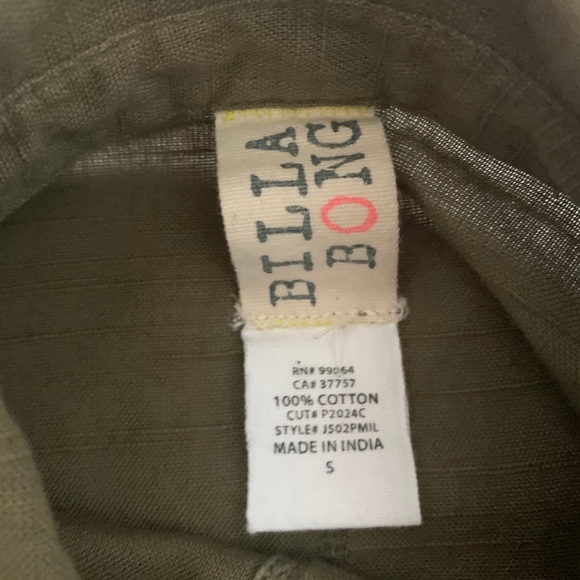 BILLA
BONG
RN# 99064
CA# 37757
100% COTTON
CUT# P2024C
STYLE# J502PMIL
MADE IN INDIA
S